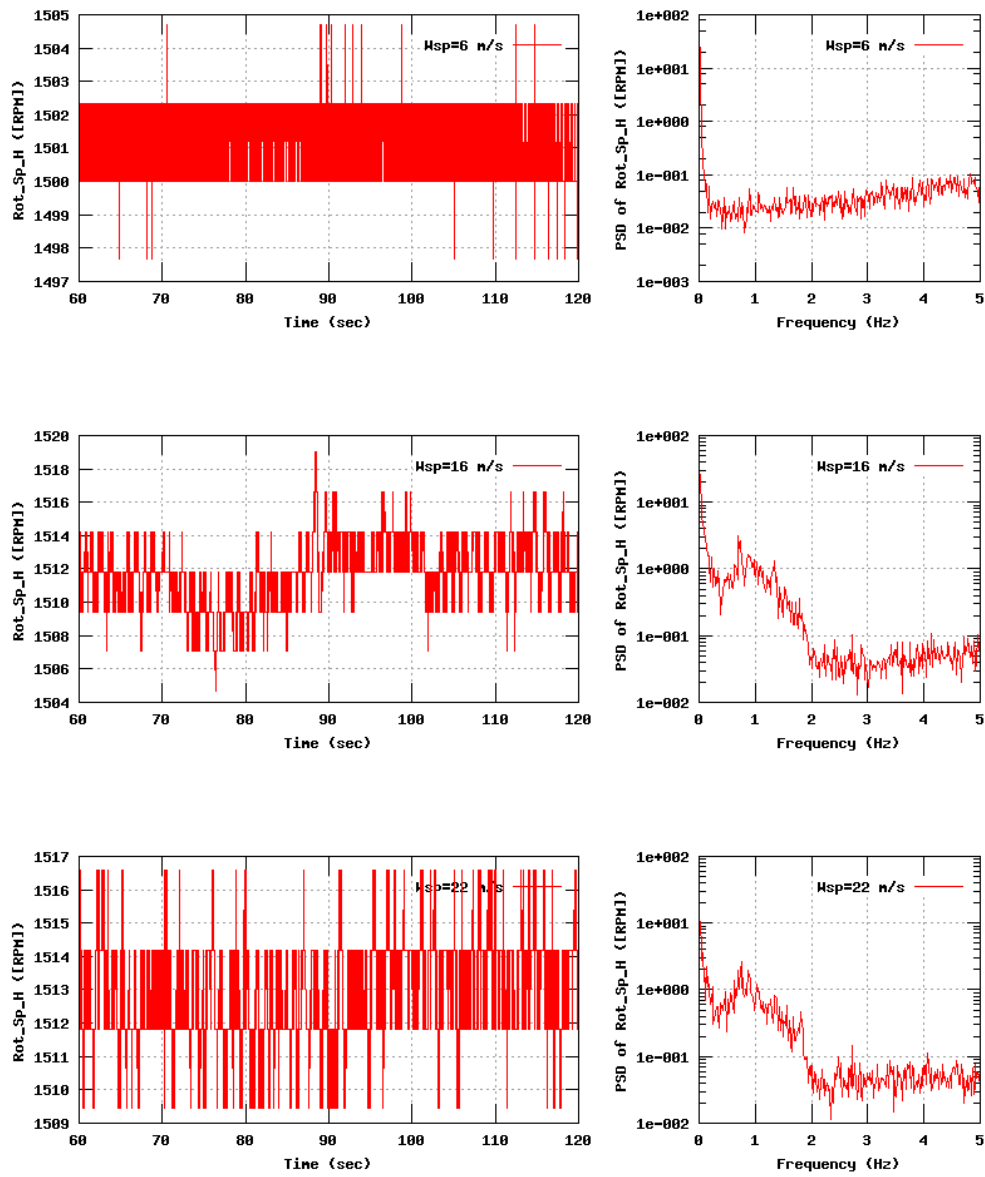 1505
1504
1503
1502
1501
1500
1499
1498
1497
Rot_Sp_H ([RPM])
Wsp=6 m/s
60 70 80 90 100 110 120
Time (sec)
1e+002
1e+001
1e+000
1e-001
1e-002
1e-003
PSD of Rot_Sp_H ([RPM])
Wsp=6 m/s
0 1 2 3 4 5
Frequency (Hz)
1520
1518
1516
1514
1512
1510
1508
1506
1504
Rot_Sp_H ([RPM])
Wsp=16 m/s
60 70 80 90 100 110 120
Time (sec)
1e+002
1e+001
1e+000
1e-001
1e-002
PSD of Rot_Sp_H ([RPM])
Wsp=16 m/s
0 1 2 3 4 5
Frequency (Hz)
1517
1516
1515
1514
1513
1512
1511
1510
1509
Rot_Sp_H ([RPM])
Wsp=22 m/s
60 70 80 90 100 110 120
Time (sec)
1e+002
1e+001
1e+000
1e-001
1e-002
PSD of Rot_Sp_H ([RPM])
Wsp=22 m/s
0 1 2 3 4 5
Frequency (Hz)